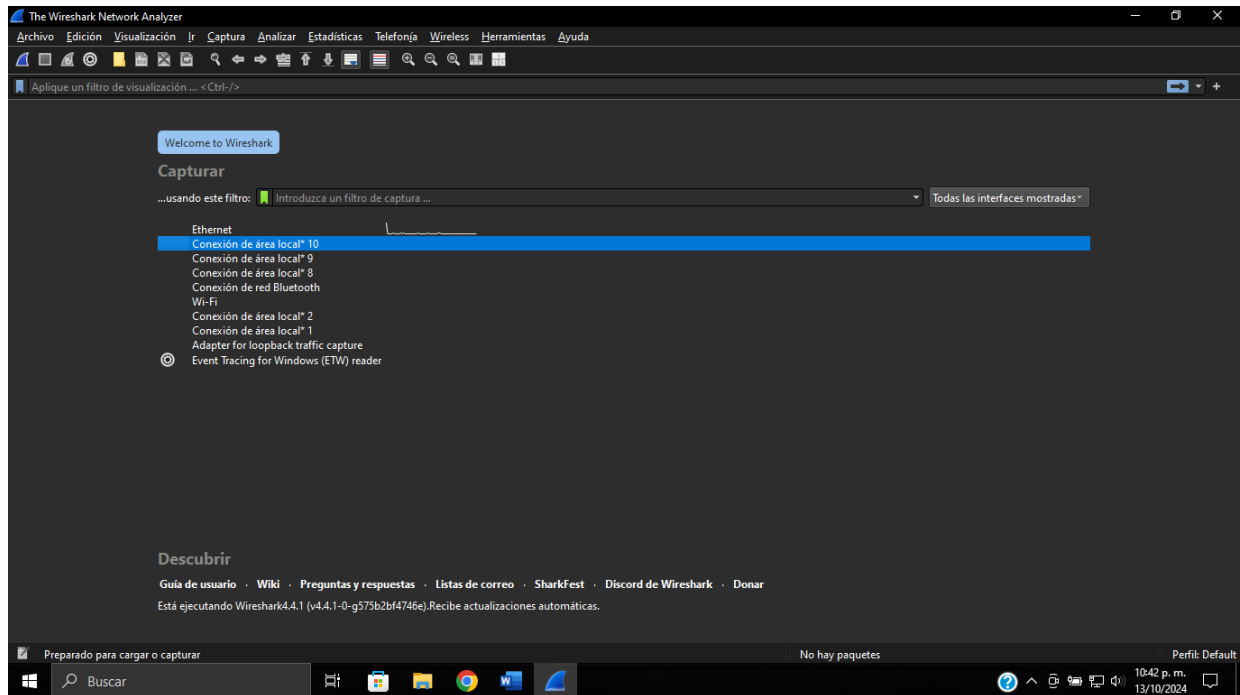 The Wireshark Network Analyzer
Archivo Edición Visualización Ir Captura Analizar Estadísticas Telefonía Wireless Herramientas Ayuda
Aplique un filtro de visualización ... <Ctrl-/>
Welcome to Wireshark
Capturar
...usando este filtro: Introduzca un filtro de captura ... Todas las interfaces mostradas
Ethernet
Conexión de área local* 10
Conexión de área local* 9
Conexión de área local* 8
Conexión de red Bluetooth
Wi-Fi
Conexión de área local* 2
Conexión de área local* 1
Adapter for loopback traffic capture
Event Tracing for Windows (ETW) reader
Descubrir
Guía de usuario · Wiki · Preguntas y respuestas · Listas de correo · SharkFest · Discord de Wireshark · Donar
Está ejecutando Wireshark4.4.1 (v4.4.1-0-g575b2bf4746e).Recibe actualizaciones automáticas.
Preparado para cargar o capturar No hay paquetes Perfil: Default
Buscar 10:42 p. m.
13/10/2024